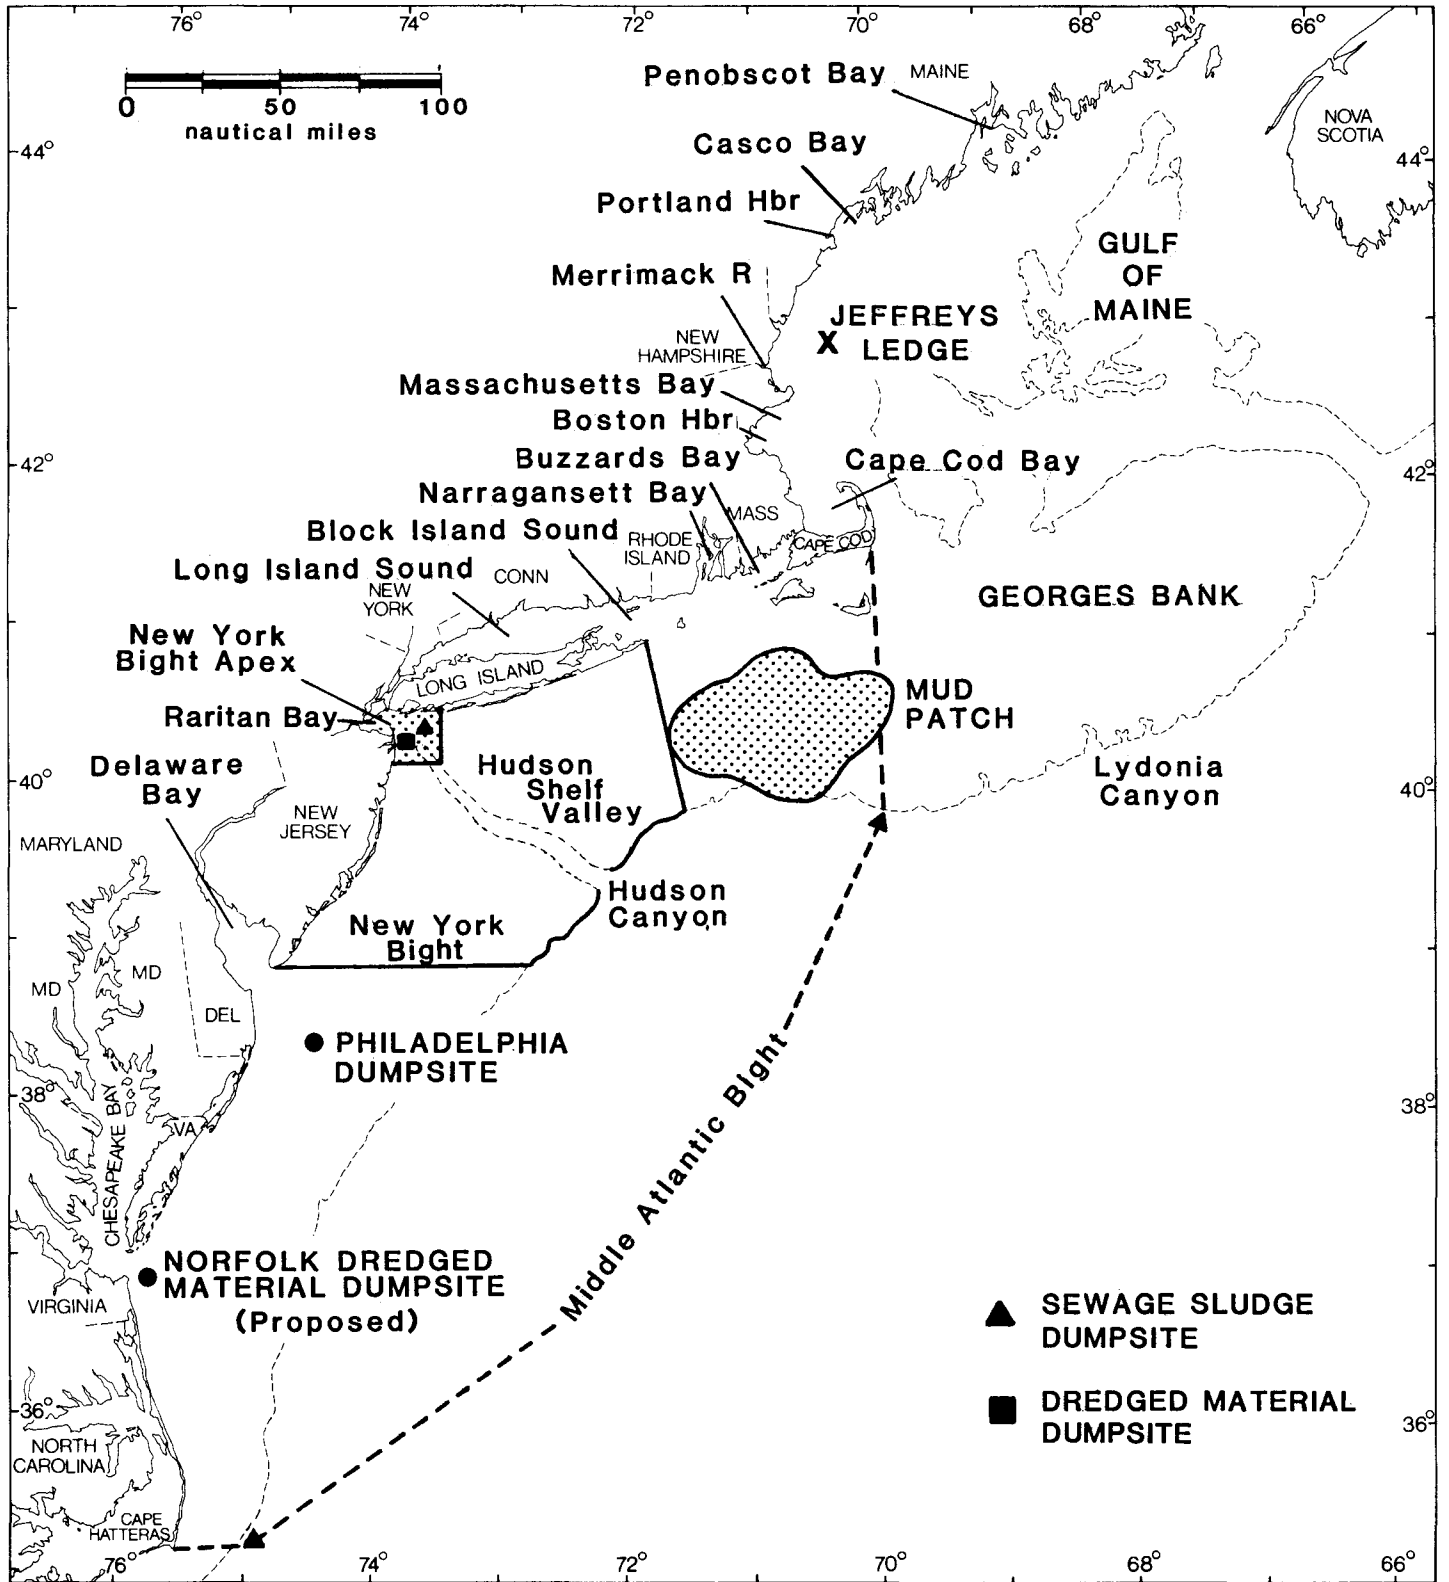 76° 74° 72° 70° 68° 66°
0 50 100
nautical miles
Penobscot Bay
MAINE
Casco Bay
NOVA
SCOTIA
44°
44°
Portland Hbr
GULF
OF
MAINE
Merrimack R
JEFFREYS
LEDGE
X
NEW
HAMPSHIRE
Massachusetts Bay
Boston Hbr
Buzzards Bay
Cape Cod Bay
42°
42°
Narragansett Bay
MASS
Block Island Sound
RHODE
ISLAND
CAPE COD
Long Island Sound
CONN
NEW
YORK
GEORGES BANK
New York
Bight Apex
LONG ISLAND
MUD
PATCH
Raritan Bay
Delaware
Bay
Hudson
Shelf
Valley
Lydonia
Canyon
40°
40°
NEW
JERSEY
MARYLAND
Hudson
Canyon
New York
Bight
MD
MD
DEL
PHILADELPHIA
DUMPSITE
38°
38°
CHESAPEAKE BAY
VA
Middle Atlantic Bight
NORFOLK DREDGED
MATERIAL DUMPSITE
(Proposed)
VIRGINIA
SEWAGE SLUDGE
DUMPSITE
DREDGED MATERIAL
DUMPSITE
36°
36°
NORTH
CAROLINA
CAPE
HATTERAS
76° 74° 72° 70° 68° 66°